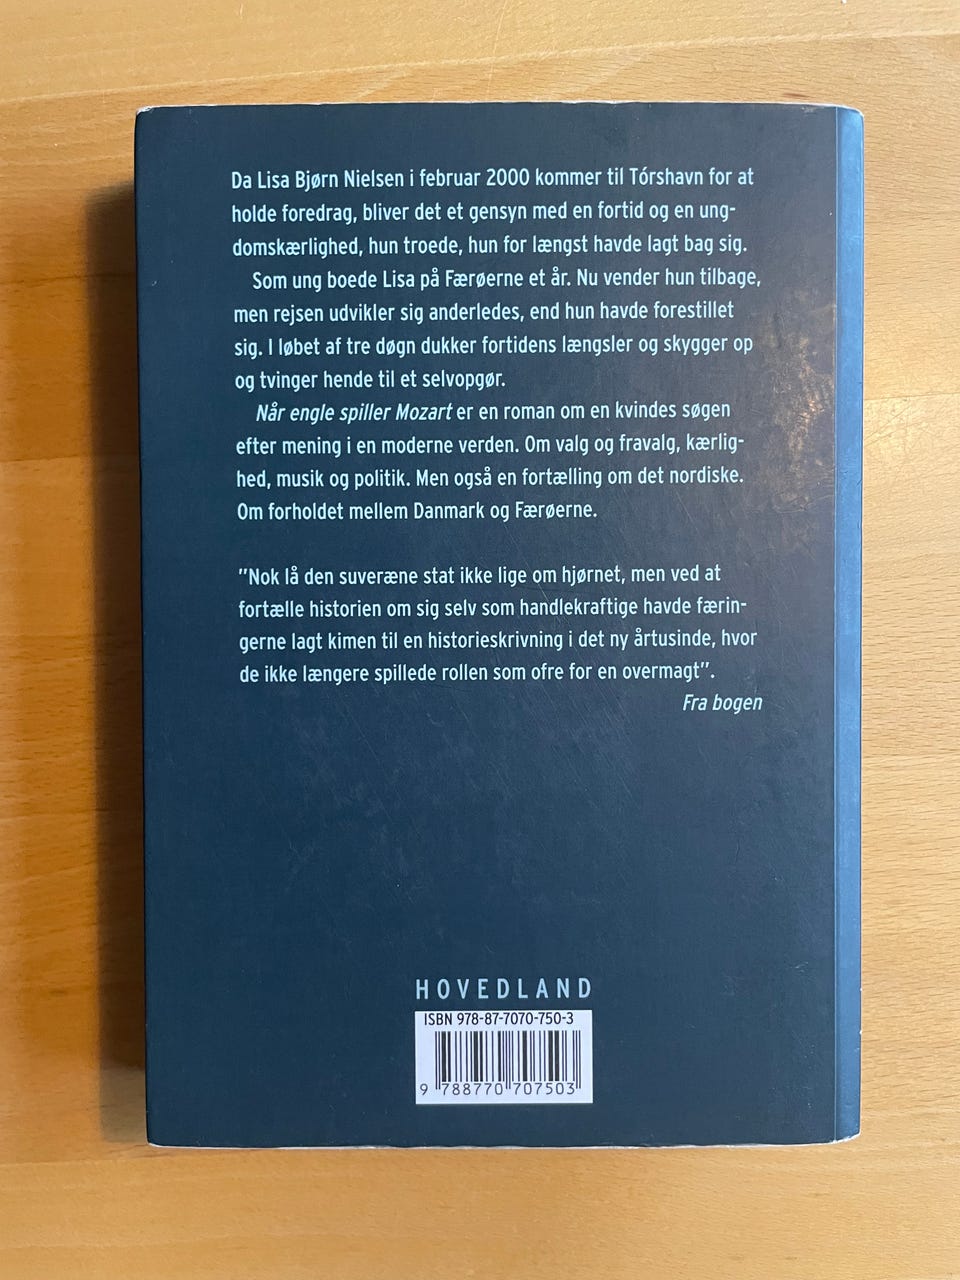 Da Lisa Bjørn Nielsen i februar 2000 kommer til Tórshavn for at
holde foredrag, bliver det et gensyn med en fortid og en ung-
domskærlighed, hun troede, hun for længst havde lagt bag sig.
Som ung boede Lisa på Færøerne et år. Nu vender hun tilbage,
men rejsen udvikler sig anderledes, end hun havde forestillet
sig. I løbet af tre døgn dukker fortidens længsler og skygger op
og tvinger hende til et selvopgør.
Når engle spiller Mozart er en roman om en kvindes søgen
efter mening i en moderne verden. Om valg og fravalg, kærlig-
hed, musik og politik. Men også en fortælling om det nordiske.
Om forholdet mellem Danmark og Færøerne.
"Nok lå den suveræne stat ikke lige om hjørnet, men ved at
fortælle historien om sig selv som handlekraftige havde færin-
gerne lagt kimen til en historieskrivning i det ny årtusinde, hvor
de ikke længere spillede rollen som ofre for en overmagt".
Fra bogen
HOVEDLAND
ISBN 978-87-7070-750-3
9 788770 707503